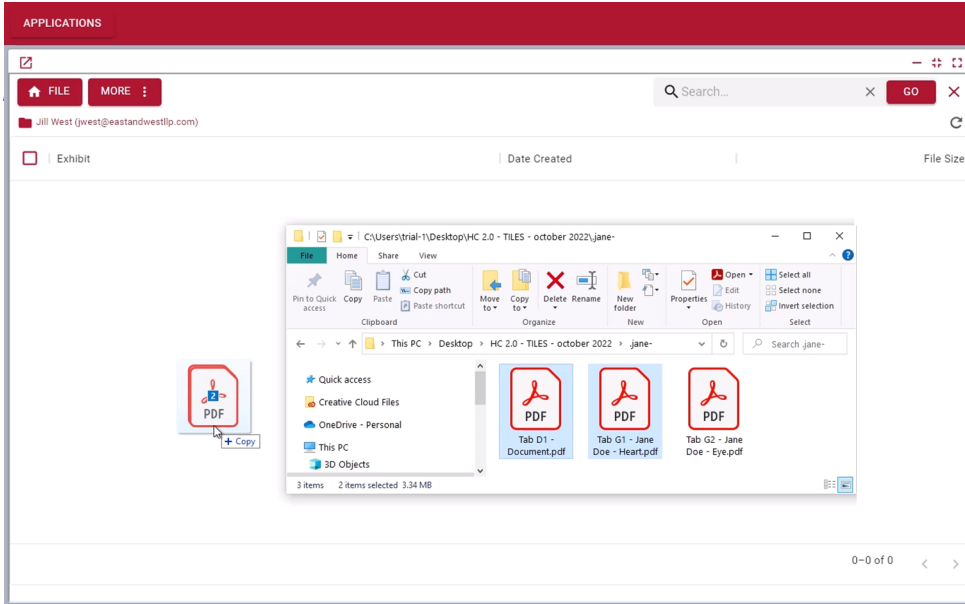 APPLICATIONS
FILE
MORE
Search...
GO
Jill West (jwest@eastandwestllp.com)
Exhibit
Date Created
File Size
C:\Users\trial-1\Desktop\HC 2.0 - TILES - october 2022\.jane-
File
Home
Share
View
Pin to Quick access
Copy
Paste
Cut
Copy path
Paste shortcut
Clipboard
Move to
Copy to
Delete
Rename
Organize
New folder
New
Properties
Open
Edit
History
Open
Select all
Select none
Invert selection
Select
This PC > Desktop > HC 2.0 - TILES - october 2022 > .jane-
Search .jane-
Quick access
Creative Cloud Files
OneDrive - Personal
This PC
3D Objects
PDF
Tab D1 -
Document.pdf
PDF
Tab G1 - Jane
Doe - Heart.pdf
PDF
Tab G2 - Jane
Doe - Eye.pdf
3 items 2 items selected 3.34 MB
2
PDF
+ Copy
0–0 of 0